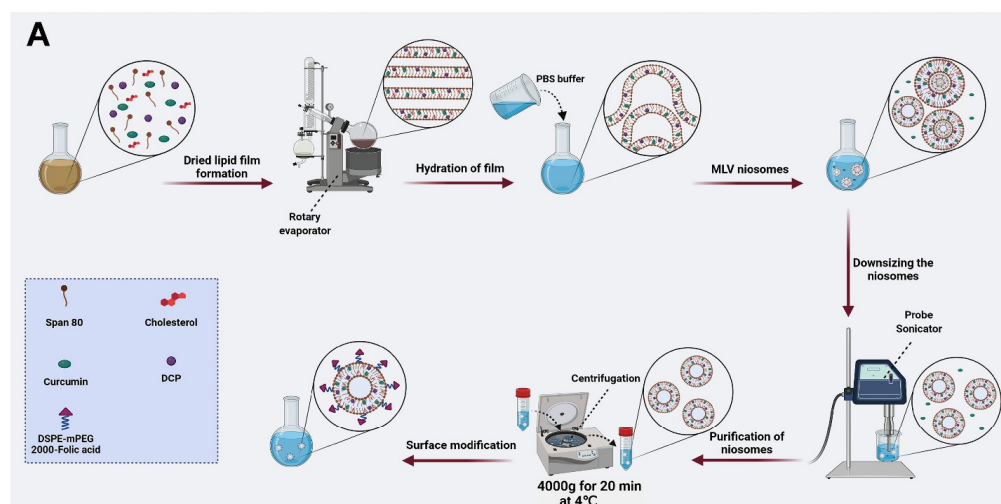 A
Dried lipid film
formation
Rotary
evaporator
Hydration of film
PBS buffer
MLV niosomes
Downsizing the
niosomes
Probe
Sonicator
Purification of
niosomes
Centrifugation
4000g for 20 min
at 4℃
Surface modification
Span 80
Cholesterol
Curcumin
DCP
DSPE-mPEG
2000-Folic acid